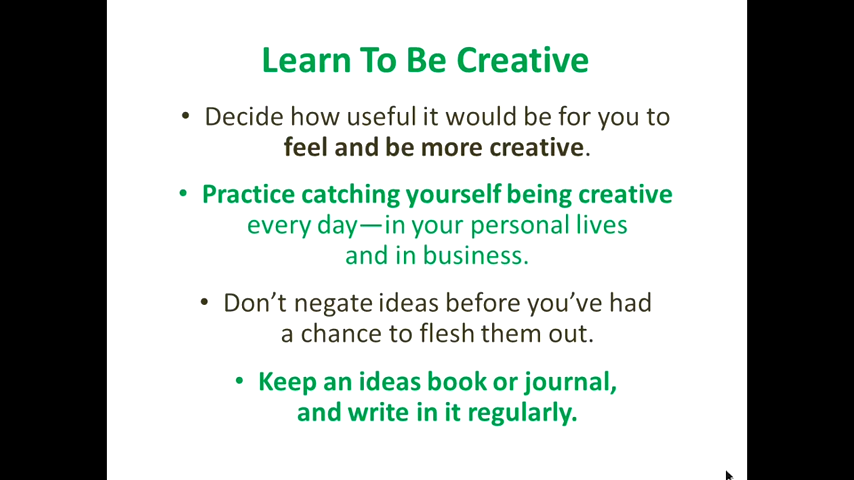 Learn To Be Creative
• Decide how useful it would be for you to
feel and be more creative.
• Practice catching yourself being creative
every day—in your personal lives
and in business.
• Don’t negate ideas before you’ve had
a chance to flesh them out.
• Keep an ideas book or journal,
and write in it regularly.